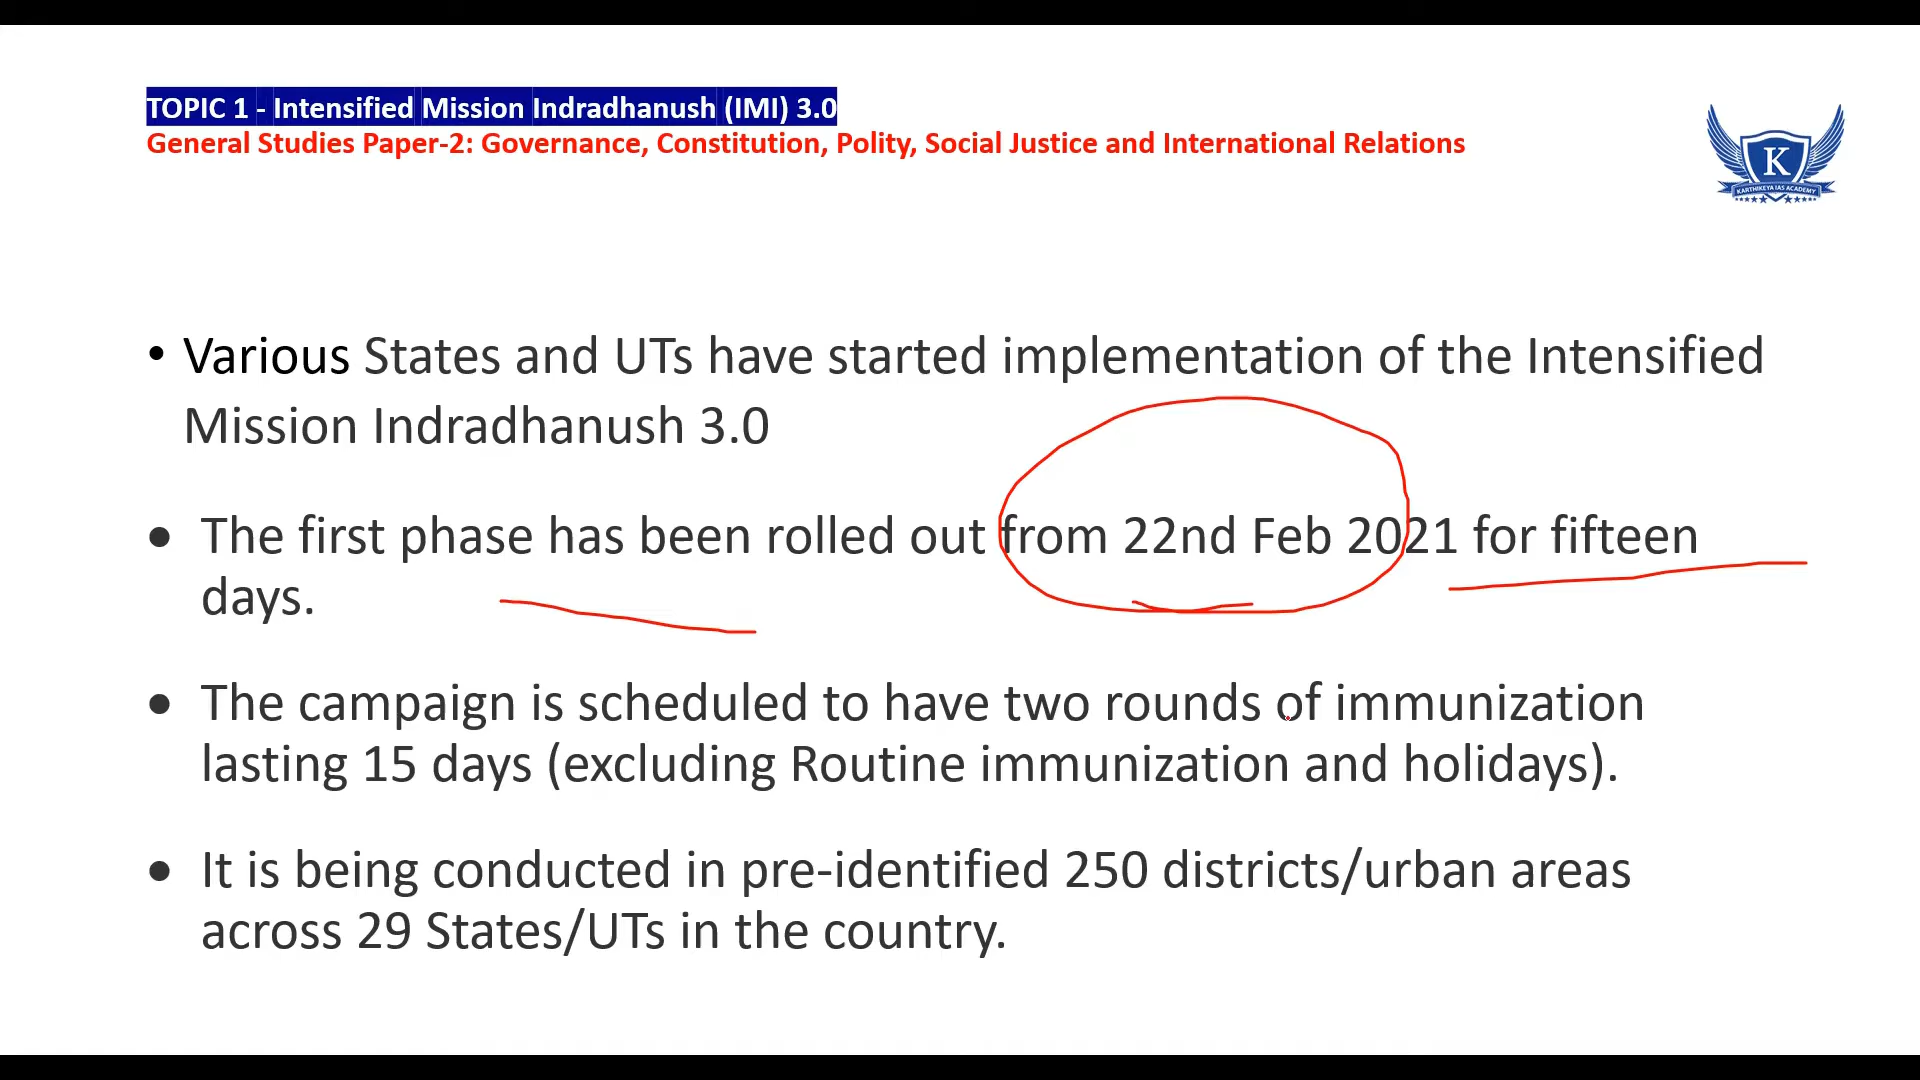 TOPIC 1 - Intensified Mission Indradhanush (IMI) 3.0
General Studies Paper-2: Governance, Constitution, Polity, Social Justice and International Relations
K
KARTHIKEYA IAS ACADEMY
• Various States and UTs have started implementation of the Intensified
Mission Indradhanush 3.0
• The first phase has been rolled out from 22nd Feb 2021 for fifteen
days.
• The campaign is scheduled to have two rounds of immunization
lasting 15 days (excluding Routine immunization and holidays).
• It is being conducted in pre-identified 250 districts/urban areas
across 29 States/UTs in the country.